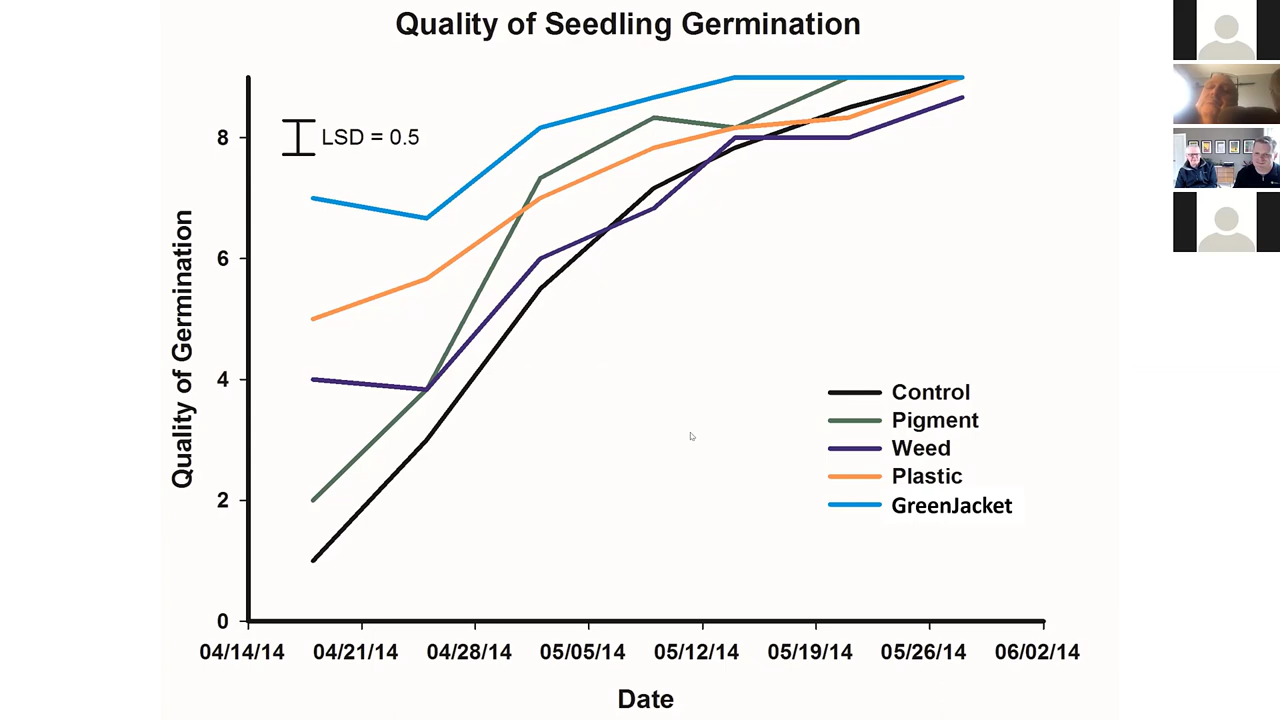 Quality of Seedling Germination
LSD = 0.5
8
6
4
2
0
Quality of Germination
Control
Pigment
Weed
Plastic
GreenJacket
04/14/14 04/21/14 04/28/14 05/05/14 05/12/14 05/19/14 05/26/14 06/02/14
Date